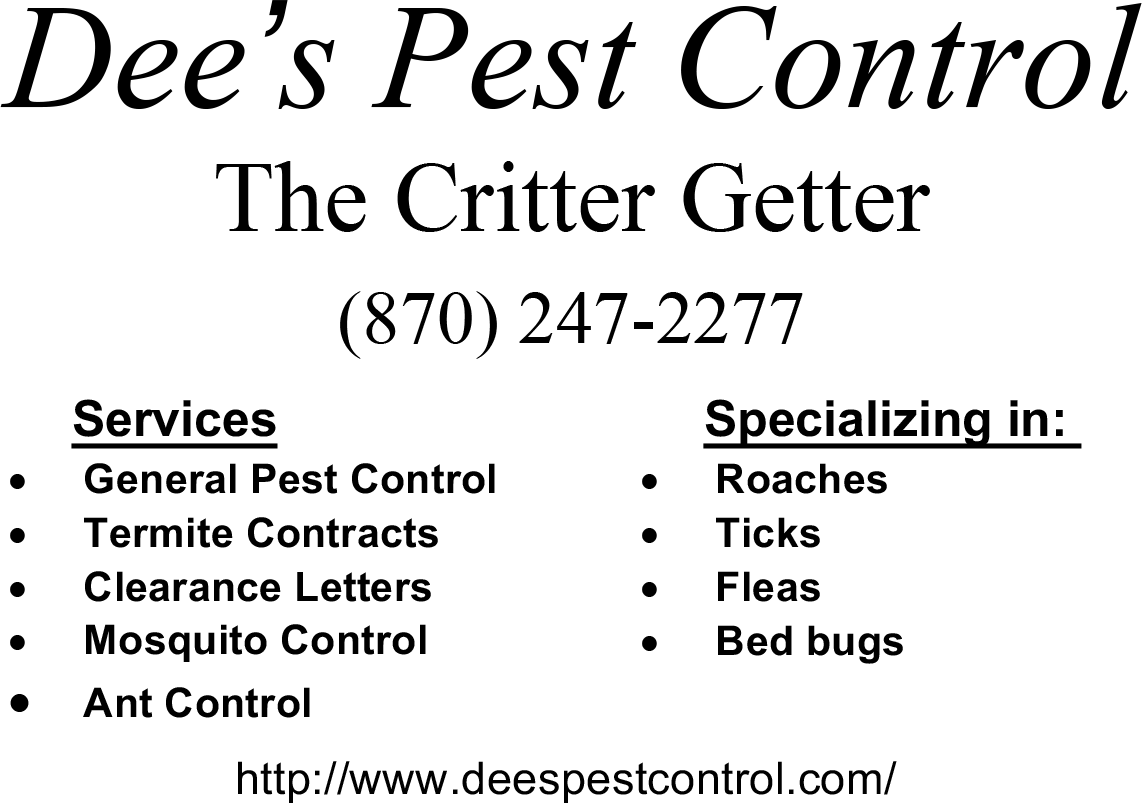 Dee's Pest Control
The Critter Getter
(870) 247-2277
Services
• General Pest Control
• Termite Contracts
• Clearance Letters
• Mosquito Control
• Ant Control
Specializing in:
• Roaches
• Ticks
• Fleas
• Bed bugs
http://www.deespestcontrol.com/